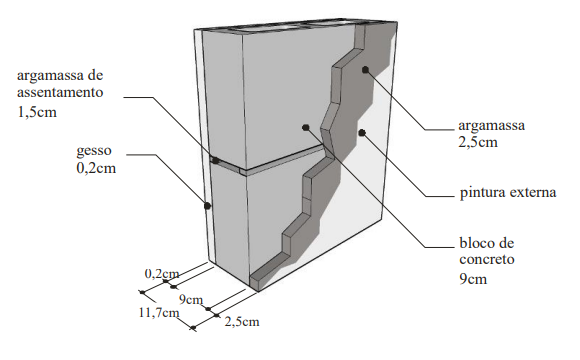 argamassa de
assentamento
1,5cm
gesso
0,2cm
argamassa
2,5cm
pintura externa
bloco de
concreto
9cm
0,2cm
9cm
11,7cm
2,5cm